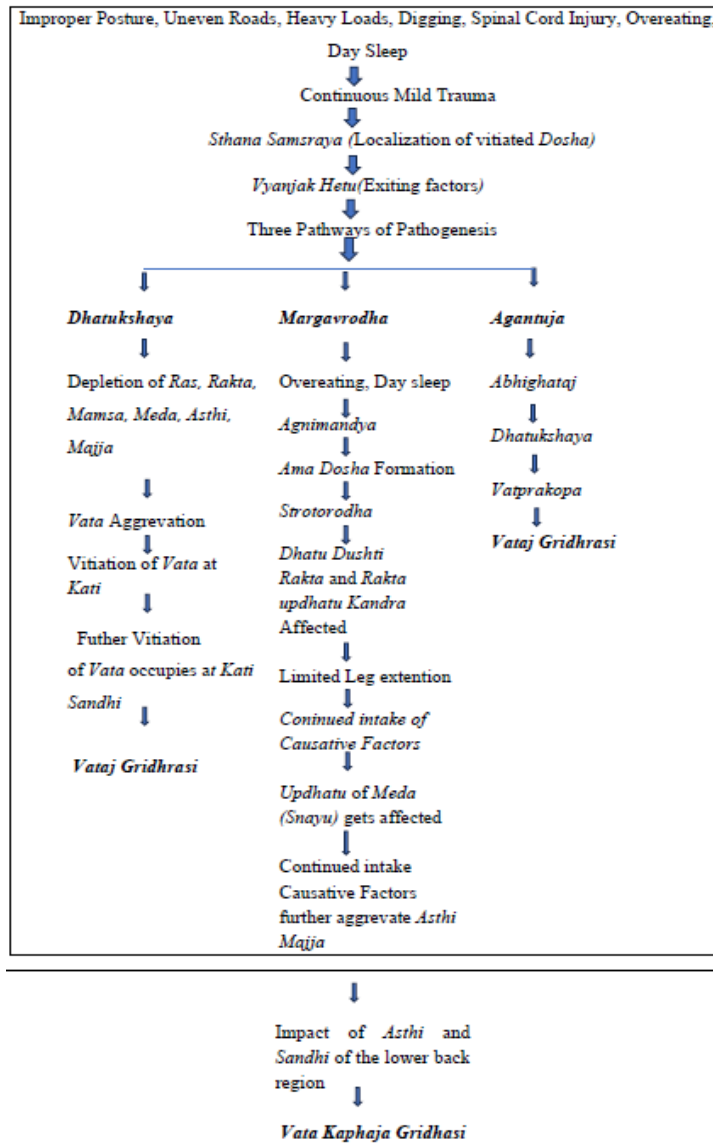 Improper Posture, Uneven Roads, Heavy Loads, Digging, Spinal Cord Injury, Overeating,
Day Sleep
Continuous Mild Trauma
Sthana Samsraya (Localization of vitiated Dosha)
Vyanjak Hetu(Exiting factors)
Three Pathways of Pathogenesis
Dhatukshaya
Depletion of Ras, Rakta,
Mamsa, Meda, Asthi,
Majja
Vata Aggrevation
Vitiation of Vata at
Kati
Futher Vitiation
of Vata occupies at Kati
Sandhi
Vataj Gridhrasi
Margavrodha
Overeating, Day sleep
Agnimandya
Ama Dosha Formation
Strotorodha
Dhatu Dushti
Rakta and Rakta
updhatu Kandra
Affected
Limited Leg extention
Coninued intake of
Causative Factors
Updhatu of Meda
(Snayu) gets affected
Continued intake
Causative Factors
further aggrevate Asthi
Majja
Agantuja
Abhighataj
Dhatukshaya
Vatprakopa
Vataj Gridhrasi
Impact of Asthi and
Sandhi of the lower back
region
Vata Kaphaja Gridhasi